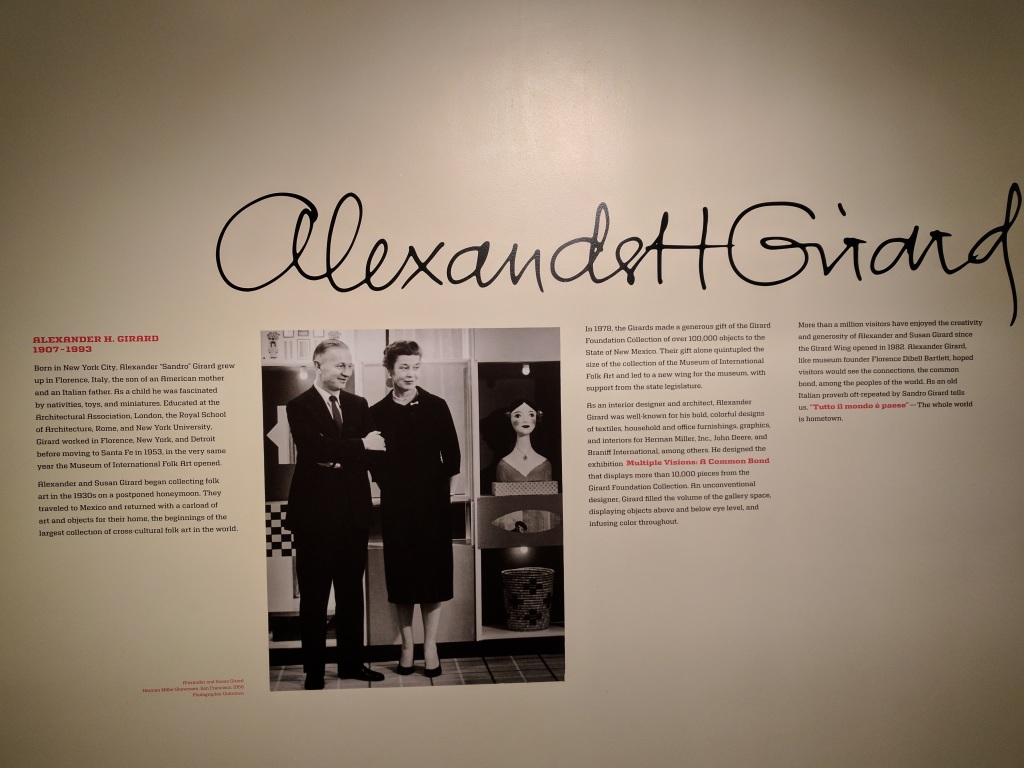 Alexander H Girard
ALEXANDER H. GIRARD
1907-1993
Born in New York City, Alexander "Sandro" Girard grew
up in Florence, Italy, the son of an American mother
and an Italian father. As a child he was fascinated
by nativities, toys, and miniatures. Educated at the
Architectural Association, London, the Royal School
of Architecture, Rome, and New York University,
Girard worked in Florence, New York, and Detroit
before moving to Santa Fe in 1953, in the very same
year the Museum of International Folk Art opened.
Alexander and Susan Girard began collecting folk
art in the 1930s on a postponed honeymoon. They
traveled to Mexico and returned with a carload of
art and objects for their home, the beginnings of the
largest collection of cross-cultural folk art in the world.
Alexander and Susan Girard
Herman Miller Showroom, San Francisco, 1958
Photographer Unknown
In 1978, the Girards made a generous gift of the Girard
Foundation Collection of over 100,000 objects to the
State of New Mexico. Their gift alone quintupled the
size of the collection of the Museum of International
Folk Art and led to a new wing for the museum, with
support from the state legislature.
As an interior designer and architect, Alexander
Girard was well-known for his bold, colorful designs
of textiles, household and office furnishings, graphics,
and interiors for Herman Miller, Inc., John Deere, and
Braniff International, among others. He designed the
exhibition Multiple Visions: A Common Bond
that displays more than 10,000 pieces from the
Girard Foundation Collection. An unconventional
designer, Girard filled the volume of the gallery space,
displaying objects above and below eye level, and
infusing color throughout.
More than a million visitors have enjoyed the creativity
and generosity of Alexander and Susan Girard since
the Girard Wing opened in 1982. Alexander Girard,
like museum founder Florence Dibell Bartlett, hoped
visitors would see the connections, the common
bond, among the peoples of the world. As an old
Italian proverb oft-repeated by Sandro Girard tells
us, "Tutto il mondo è paese"—The whole world
is hometown.